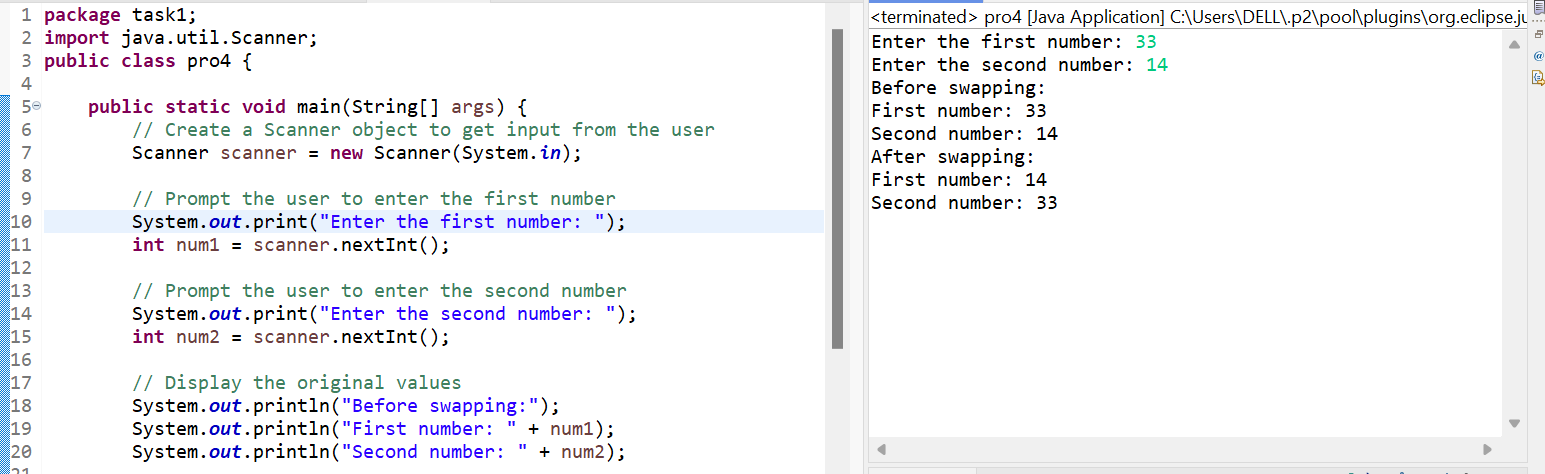 1 package task1;
2 import java.util.Scanner;
3 public class pro4 {
4
5 public static void main(String[] args) {
6 // Create a Scanner object to get input from the user
7 Scanner scanner = new Scanner(System.in);
8
9 // Prompt the user to enter the first number
10 System.out.print("Enter the first number: ");
11 int num1 = scanner.nextInt();
12
13 // Prompt the user to enter the second number
14 System.out.print("Enter the second number: ");
15 int num2 = scanner.nextInt();
16
17 // Display the original values
18 System.out.println("Before swapping:");
19 System.out.println("First number: " + num1);
20 System.out.println("Second number: " + num2);
<terminated> pro4 [Java Application] C:\Users\DELL\.p2\pool\plugins\org.eclipse.ju
Enter the first number: 33
Enter the second number: 14
Before swapping:
First number: 33
Second number: 14
After swapping:
First number: 14
Second number: 33